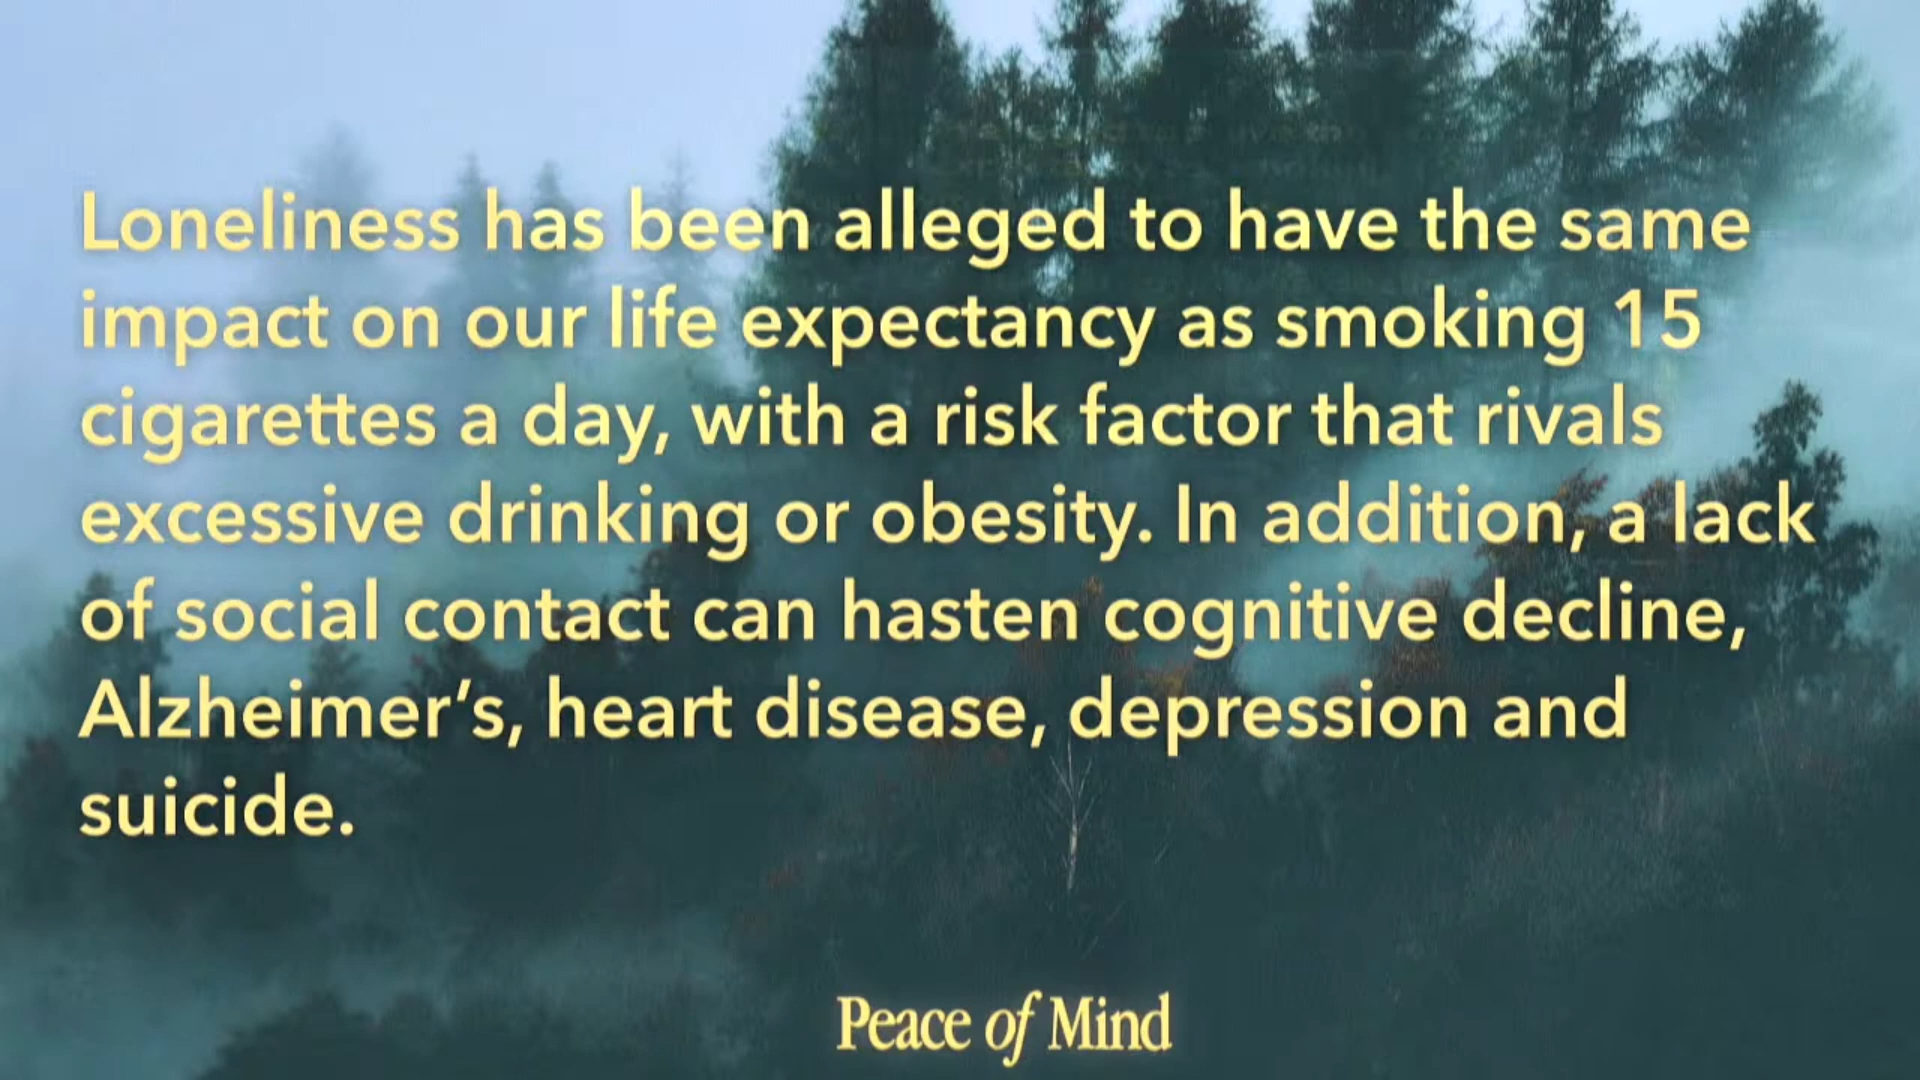 Loneliness has been alleged to have the same
impact on our life expectancy as smoking 15
cigarettes a day, with a risk factor that rivals
excessive drinking or obesity. In addition, a lack
of social contact can hasten cognitive decline,
Alzheimer’s, heart disease, depression and
suicide.
Peace of Mind